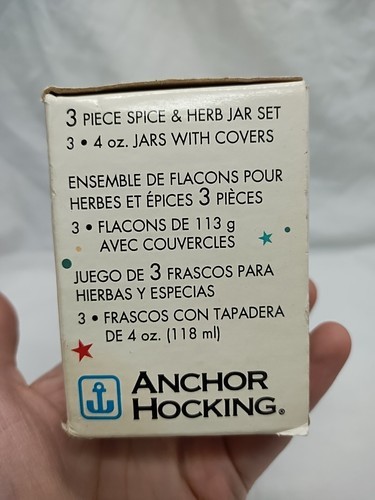 3 PIECE SPICE & HERB JAR SET
3 • 4 oz. JARS WITH COVERS
ENSEMBLE DE FLACONS POUR
HERBES ET ÉPICES 3 PIÈCES
3 • FLACONS DE 113 g
AVEC COUVERCLES
JUEGO DE 3 FRASCOS PARA
HIERBAS Y ESPECIAS
3 • FRASCOS CON TAPADERA
DE 4 oz. (118 ml)
ANCHOR
HOCKING®